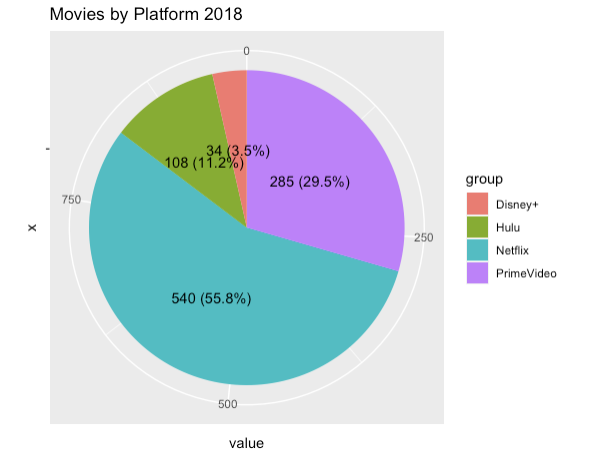 Movies by Platform 2018
0
34 (3.5%)
108 (11.2%)
285 (29.5%)
750
250
540 (55.8%)
500
x
value
group
Disney+
Hulu
Netflix
PrimeVideo